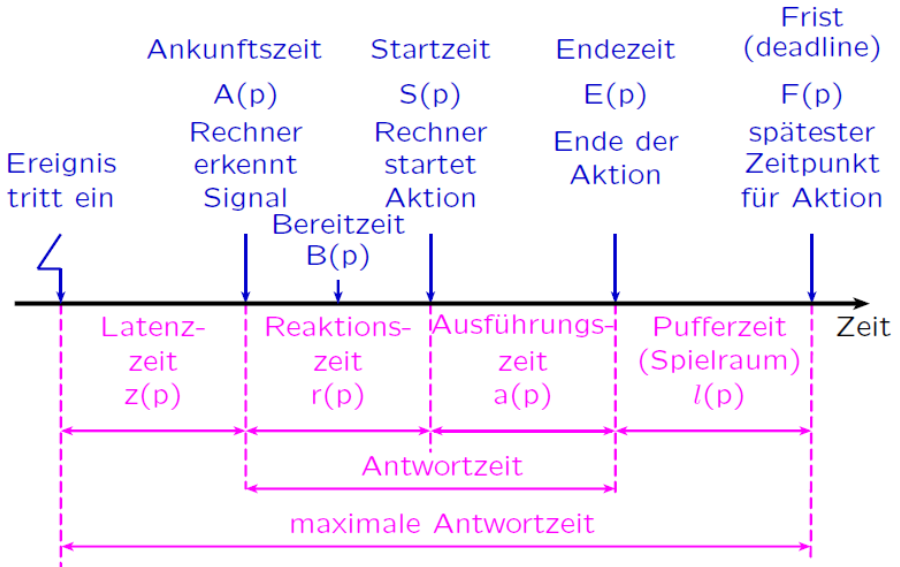 Ankunftszeit
A(p)
Rechner
erkennt
Signal
Startzeit
S(p)
Rechner
startet
Aktion
Endezeit
E(p)
Ende der
Aktion
Frist
(deadline)
F(p)
spätester
Zeitpunkt
für Aktion
Ereignis
tritt ein
Bereitzeit
B(p)
Zeit
Latenz-
zeit
z(p)
Reaktions-
zeit
r(p)
Ausführungs-
zeit
a(p)
Pufferzeit
(Spielraum)
l(p)
Antwortzeit
maximale Antwortzeit